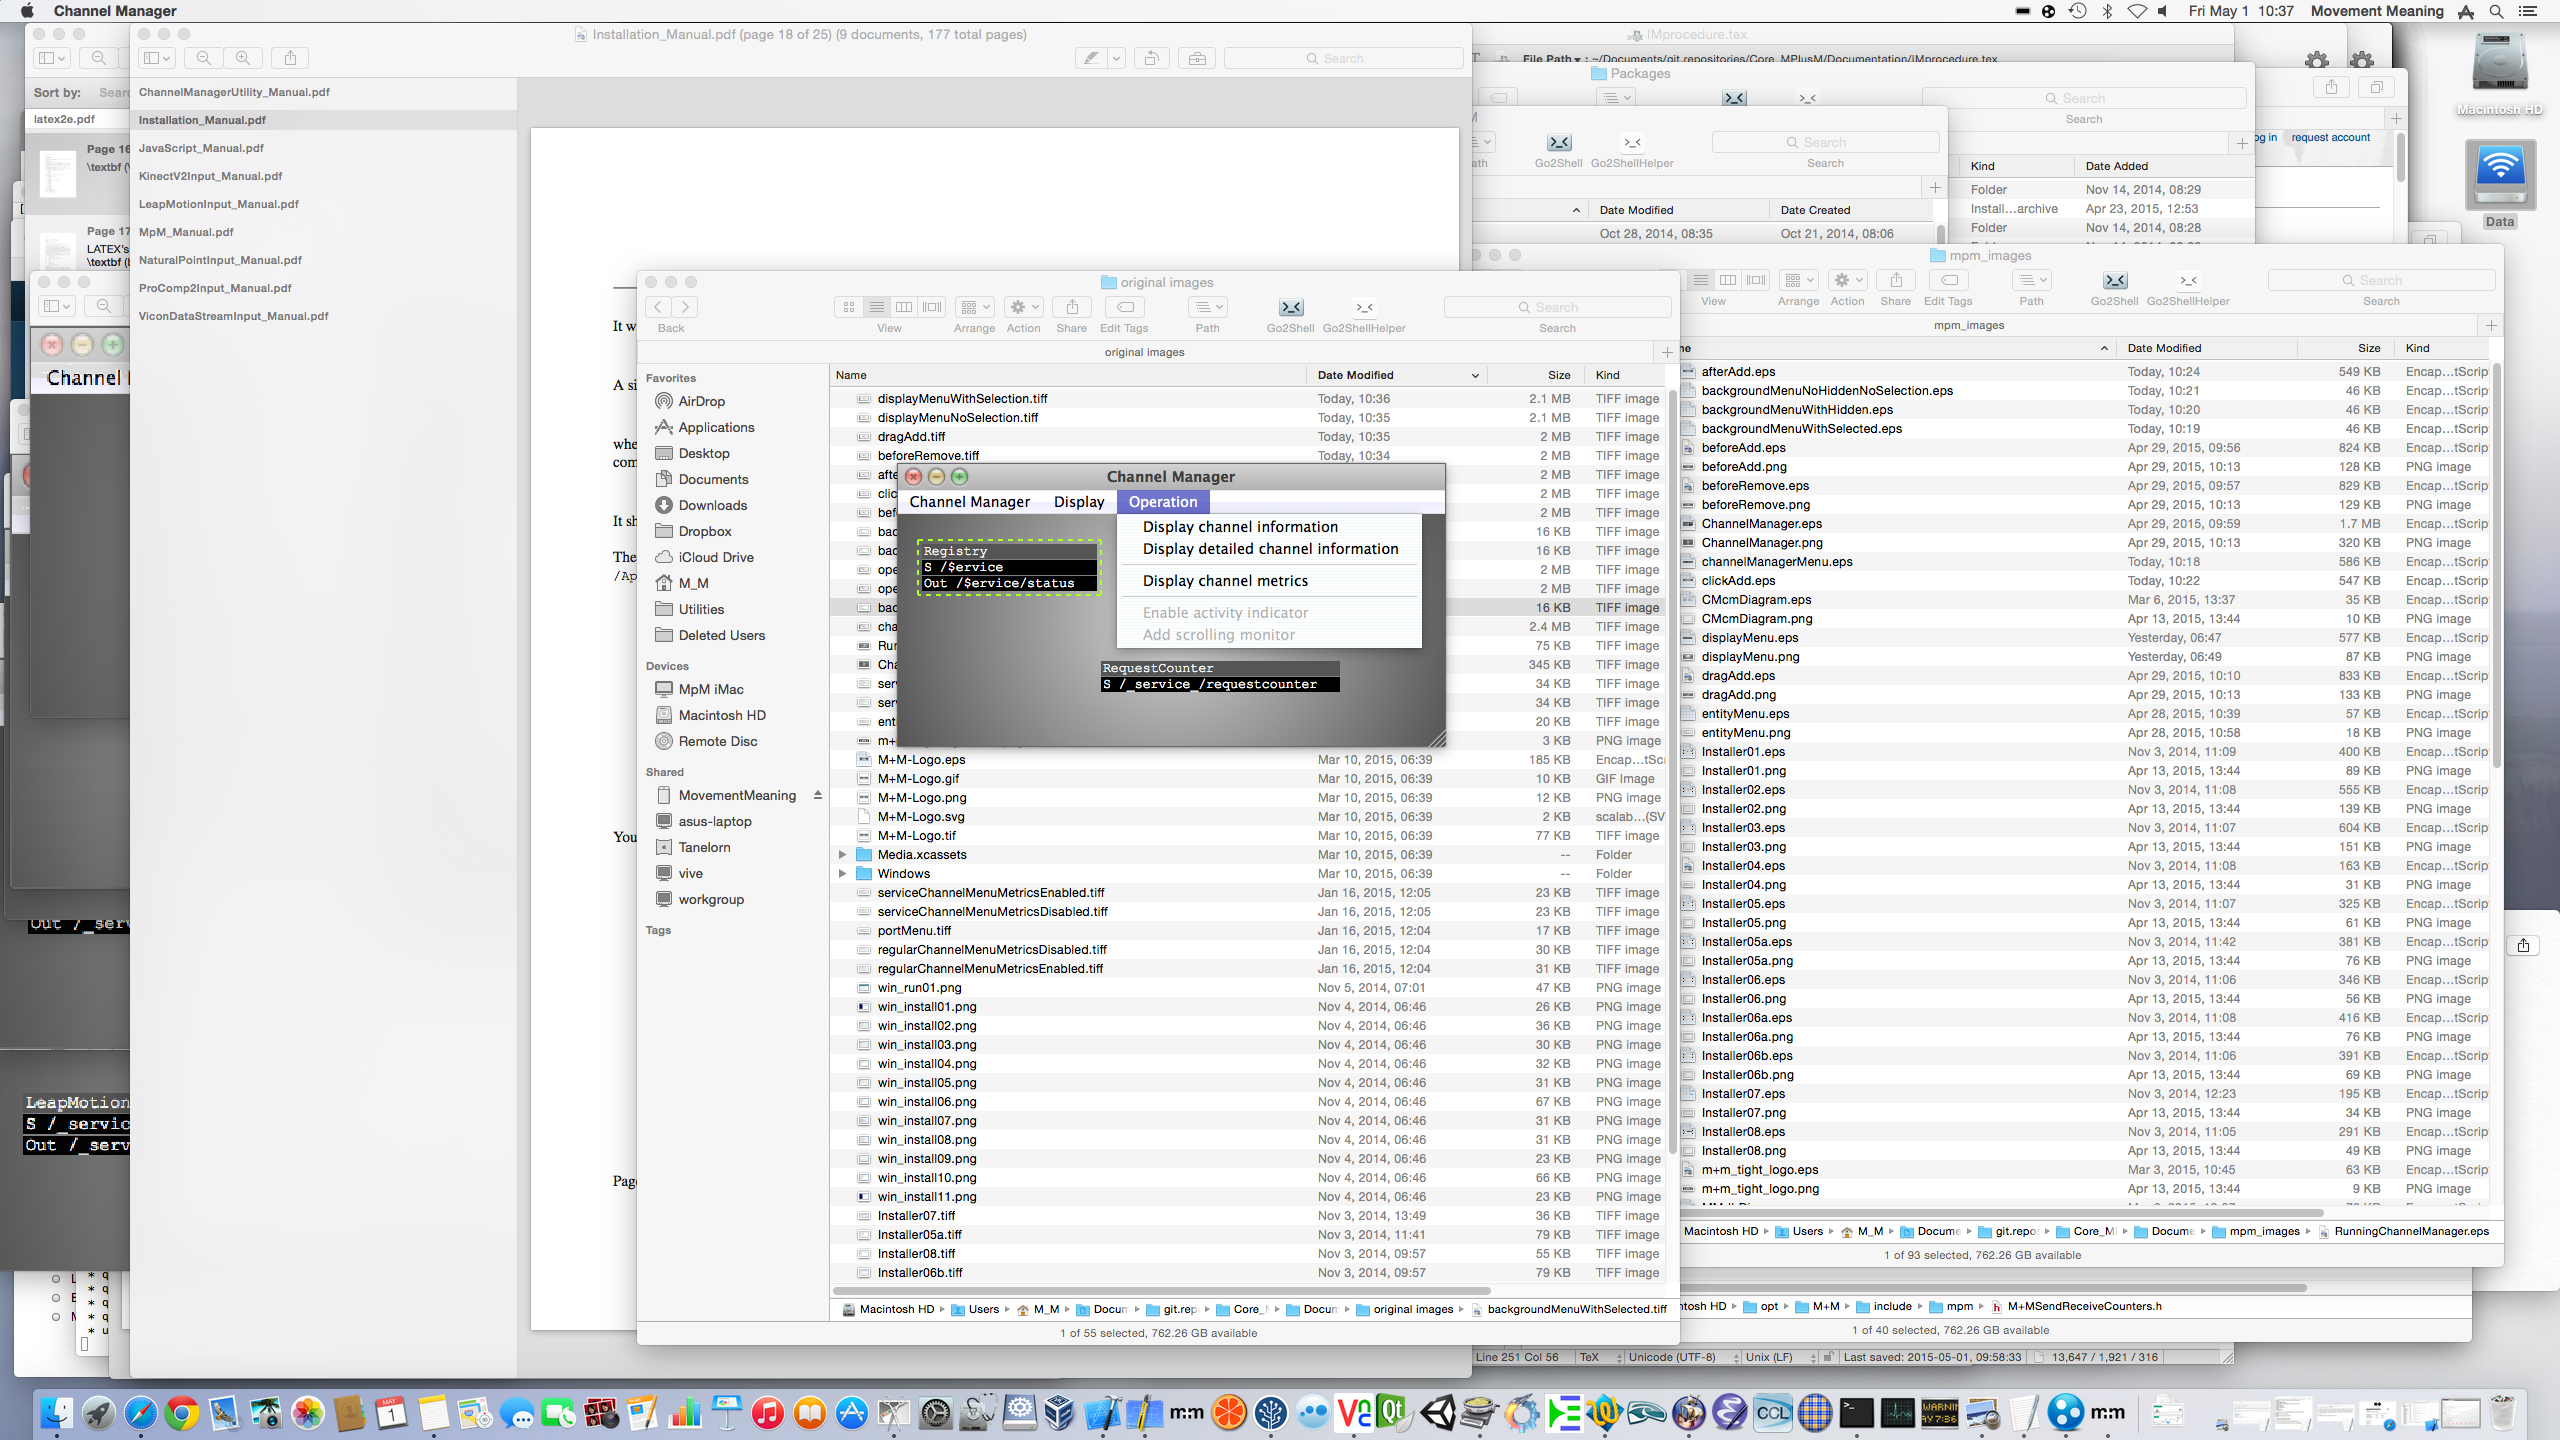 Channel Manager
Fri May 1 10:37 Movement Meaning
Installation_Manual.pdf (page 18 of 25) (9 documents, 177 total pages)
Search
Sort by:
latex2e.pdf
Page 16
Page 17
LATEX's
ChannelManagerUtility_Manual.pdf
Installation_Manual.pdf
JavaScript_Manual.pdf
KinectV2Input_Manual.pdf
LeapMotionInput_Manual.pdf
MpM_Manual.pdf
NaturalPointInput_Manual.pdf
ProComp2Input_Manual.pdf
ViconDataStreamInput_Manual.pdf
IMprocedure.tex
File Path ▾ : ~/Documents/git.repositories/Core_MPlusM/Documentation/IMprocedure.tex
Packages
Search
Search
Go2Shell Go2ShellHelper Search
request account
Kind Date Added
Folder Nov 14, 2014, 08:29
Install...archive Apr 23, 2015, 12:53
Folder Nov 14, 2014, 08:28
Date Modified Date Created
Oct 28, 2014, 08:35 Oct 21, 2014, 08:06
Macintosh HD
Data
original images
Back View Arrange Action Share Edit Tags Path Go2Shell Go2ShellHelper Search
original images
Favorites
AirDrop
Applications
Desktop
Documents
Downloads
Dropbox
iCloud Drive
M_M
Utilities
Deleted Users
Devices
MpM iMac
Macintosh HD
Remote Disc
Shared
MovementMeaning
asus-laptop
Tanelorn
vive
workgroup
Tags
Name Date Modified Size Kind
displayMenuWithSelection.tiff Today, 10:36 2.1 MB TIFF image
displayMenuNoSelection.tiff Today, 10:35 2.1 MB TIFF image
dragAdd.tiff Today, 10:35 2 MB TIFF image
beforeRemove.tiff Today, 10:34 2 MB TIFF image
2 MB TIFF image
2 MB TIFF image
2 MB TIFF image
16 KB TIFF image
16 KB TIFF image
2 MB TIFF image
2 MB TIFF image
16 KB TIFF image
2.4 MB TIFF image
75 KB TIFF image
345 KB TIFF image
34 KB TIFF image
34 KB TIFF image
20 KB TIFF image
3 KB PNG image
M+M-Logo.eps Mar 10, 2015, 06:39 185 KB Encap...tScri
M+M-Logo.gif Mar 10, 2015, 06:39 10 KB GIF Image
M+M-Logo.png Mar 10, 2015, 06:39 12 KB PNG image
M+M-Logo.svg Mar 10, 2015, 06:39 2 KB scalab...(SV
M+M-Logo.tif Mar 10, 2015, 06:39 77 KB TIFF image
Media.xcassets Mar 10, 2015, 06:39 -- Folder
Windows Mar 10, 2015, 06:39 -- Folder
serviceChannelMenuMetricsEnabled.tiff Jan 16, 2015, 12:05 23 KB TIFF image
serviceChannelMenuMetricsDisabled.tiff Jan 16, 2015, 12:05 23 KB TIFF image
portMenu.tiff Jan 16, 2015, 12:04 17 KB TIFF image
regularChannelMenuMetricsDisabled.tiff Jan 16, 2015, 12:04 30 KB TIFF image
regularChannelMenuMetricsEnabled.tiff Jan 16, 2015, 12:04 31 KB TIFF image
win_run01.png Nov 5, 2014, 07:01 47 KB PNG image
win_install01.png Nov 4, 2014, 06:46 26 KB PNG image
win_install02.png Nov 4, 2014, 06:46 36 KB PNG image
win_install03.png Nov 4, 2014, 06:46 30 KB PNG image
win_install04.png Nov 4, 2014, 06:46 32 KB PNG image
win_install05.png Nov 4, 2014, 06:46 31 KB PNG image
win_install06.png Nov 4, 2014, 06:46 67 KB PNG image
win_install07.png Nov 4, 2014, 06:46 31 KB PNG image
win_install08.png Nov 4, 2014, 06:46 31 KB PNG image
win_install09.png Nov 4, 2014, 06:46 23 KB PNG image
win_install10.png Nov 4, 2014, 06:46 66 KB PNG image
win_install11.png Nov 4, 2014, 06:46 23 KB PNG image
Installer07.tiff Nov 3, 2014, 13:49 36 KB TIFF image
Installer05a.tiff Nov 3, 2014, 11:41 79 KB TIFF image
Installer08.tiff Nov 3, 2014, 09:57 55 KB TIFF image
Installer06b.tiff Nov 3, 2014, 09:57 79 KB TIFF image
Macintosh HD Users M_M Docum git.rep Core_M Docum original images backgroundMenuWithSelected.tiff
1 of 55 selected, 762.26 GB available
Channel Manager
Channel Manager Display Operation
Display channel information
Display detailed channel information
Display channel metrics
Enable activity indicator
Add scrolling monitor
Registry
S /$ervice
Out /$ervice/status
RequestCounter
S /_service_/requestcounter
mpm_images
View Arrange Action Share Edit Tags Path Go2Shell Go2ShellHelper Search
mpm_images
Date Modified Size Kind
afterAdd.eps Today, 10:24 549 KB Encap...tScrip
backgroundMenuNoHiddenNoSelection.eps Today, 10:21 46 KB Encap...tScrip
backgroundMenuWithHidden.eps Today, 10:20 46 KB Encap...tScrip
backgroundMenuWithSelected.eps Today, 10:19 46 KB Encap...tScrip
beforeAdd.eps Apr 29, 2015, 09:56 824 KB Encap...tScrip
beforeAdd.png Apr 29, 2015, 10:13 128 KB PNG image
beforeRemove.eps Apr 29, 2015, 09:57 829 KB Encap...tScrip
beforeRemove.png Apr 29, 2015, 10:13 129 KB PNG image
ChannelManager.eps Apr 29, 2015, 09:59 1.7 MB Encap...tScrip
ChannelManager.png Apr 29, 2015, 10:13 320 KB PNG image
channelManagerMenu.eps Today, 10:18 586 KB Encap...tScrip
clickAdd.eps Today, 10:22 547 KB Encap...tScrip
CMcmDiagram.eps Mar 6, 2015, 13:37 35 KB Encap...tScrip
CMcmDiagram.png Apr 13, 2015, 13:44 10 KB PNG image
displayMenu.eps Yesterday, 06:47 577 KB Encap...tScrip
displayMenu.png Yesterday, 06:49 87 KB PNG image
dragAdd.eps Apr 29, 2015, 10:10 833 KB Encap...tScrip
dragAdd.png Apr 29, 2015, 10:13 133 KB PNG image
entityMenu.eps Apr 28, 2015, 10:39 57 KB Encap...tScrip
entityMenu.png Apr 28, 2015, 10:58 18 KB PNG image
Installer01.eps Nov 3, 2014, 11:09 400 KB Encap...tScrip
Installer01.png Apr 13, 2015, 13:44 89 KB PNG image
Installer02.eps Nov 3, 2014, 11:08 555 KB Encap...tScrip
Installer02.png Apr 13, 2015, 13:44 139 KB PNG image
Installer03.eps Nov 3, 2014, 11:07 604 KB Encap...tScrip
Installer03.png Apr 13, 2015, 13:44 151 KB PNG image
Installer04.eps Nov 3, 2014, 11:08 163 KB Encap...tScrip
Installer04.png Apr 13, 2015, 13:44 31 KB PNG image
Installer05.eps Nov 3, 2014, 11:07 325 KB Encap...tScrip
Installer05.png Apr 13, 2015, 13:44 61 KB PNG image
Installer05a.eps Nov 3, 2014, 11:42 381 KB Encap...tScrip
Installer05a.png Apr 13, 2015, 13:44 76 KB PNG image
Installer06.eps Nov 3, 2014, 11:06 346 KB Encap...tScrip
Installer06.png Apr 13, 2015, 13:44 56 KB PNG image
Installer06a.eps Nov 3, 2014, 11:08 416 KB Encap...tScrip
Installer06a.png Apr 13, 2015, 13:44 76 KB PNG image
Installer06b.eps Nov 3, 2014, 11:06 391 KB Encap...tScrip
Installer06b.png Apr 13, 2015, 13:44 69 KB PNG image
Installer07.eps Nov 3, 2014, 12:23 195 KB Encap...tScrip
Installer07.png Apr 13, 2015, 13:44 34 KB PNG image
Installer08.eps Nov 3, 2014, 11:05 291 KB Encap...tScrip
Installer08.png Apr 13, 2015, 13:44 49 KB PNG image
m+m_tight_logo.eps Mar 3, 2015, 10:45 63 KB Encap...tScrip
m+m_tight_logo.png Apr 13, 2015, 13:44 9 KB PNG image
Macintosh HD Users M_M Docume git.repo Core_M Docume mpm_images RunningChannelManager.eps
1 of 93 selected, 762.26 GB available
opt M+M include mpm M+MSendReceiveCounters.h
1 of 40 selected, 762.26 GB available
Line 251 Col 56 TeX Unicode (UTF-8) Unix (LF) Last saved: 2015-05-01, 09:58:33 13,647 / 1,921 / 316
LeapMotion
S /_servic
Out /_serv